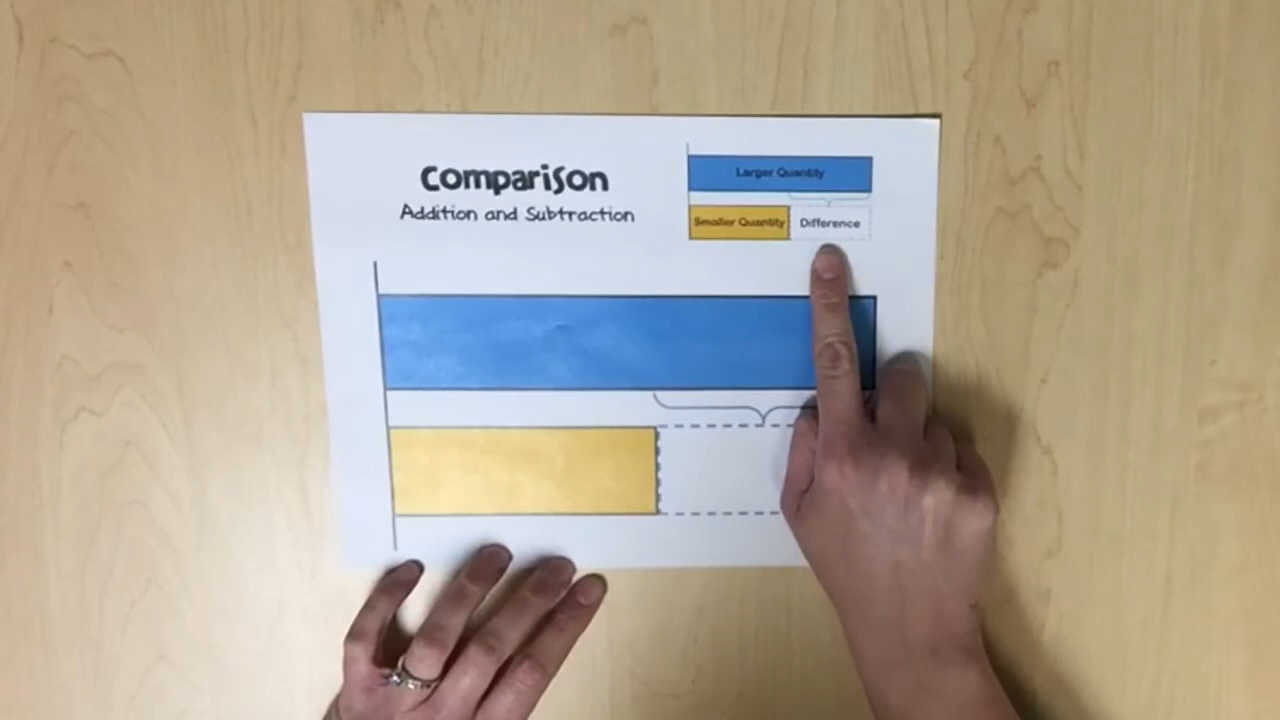 Comparison
Addition and Subtraction
Larger Quantity
Smaller Quantity
Difference